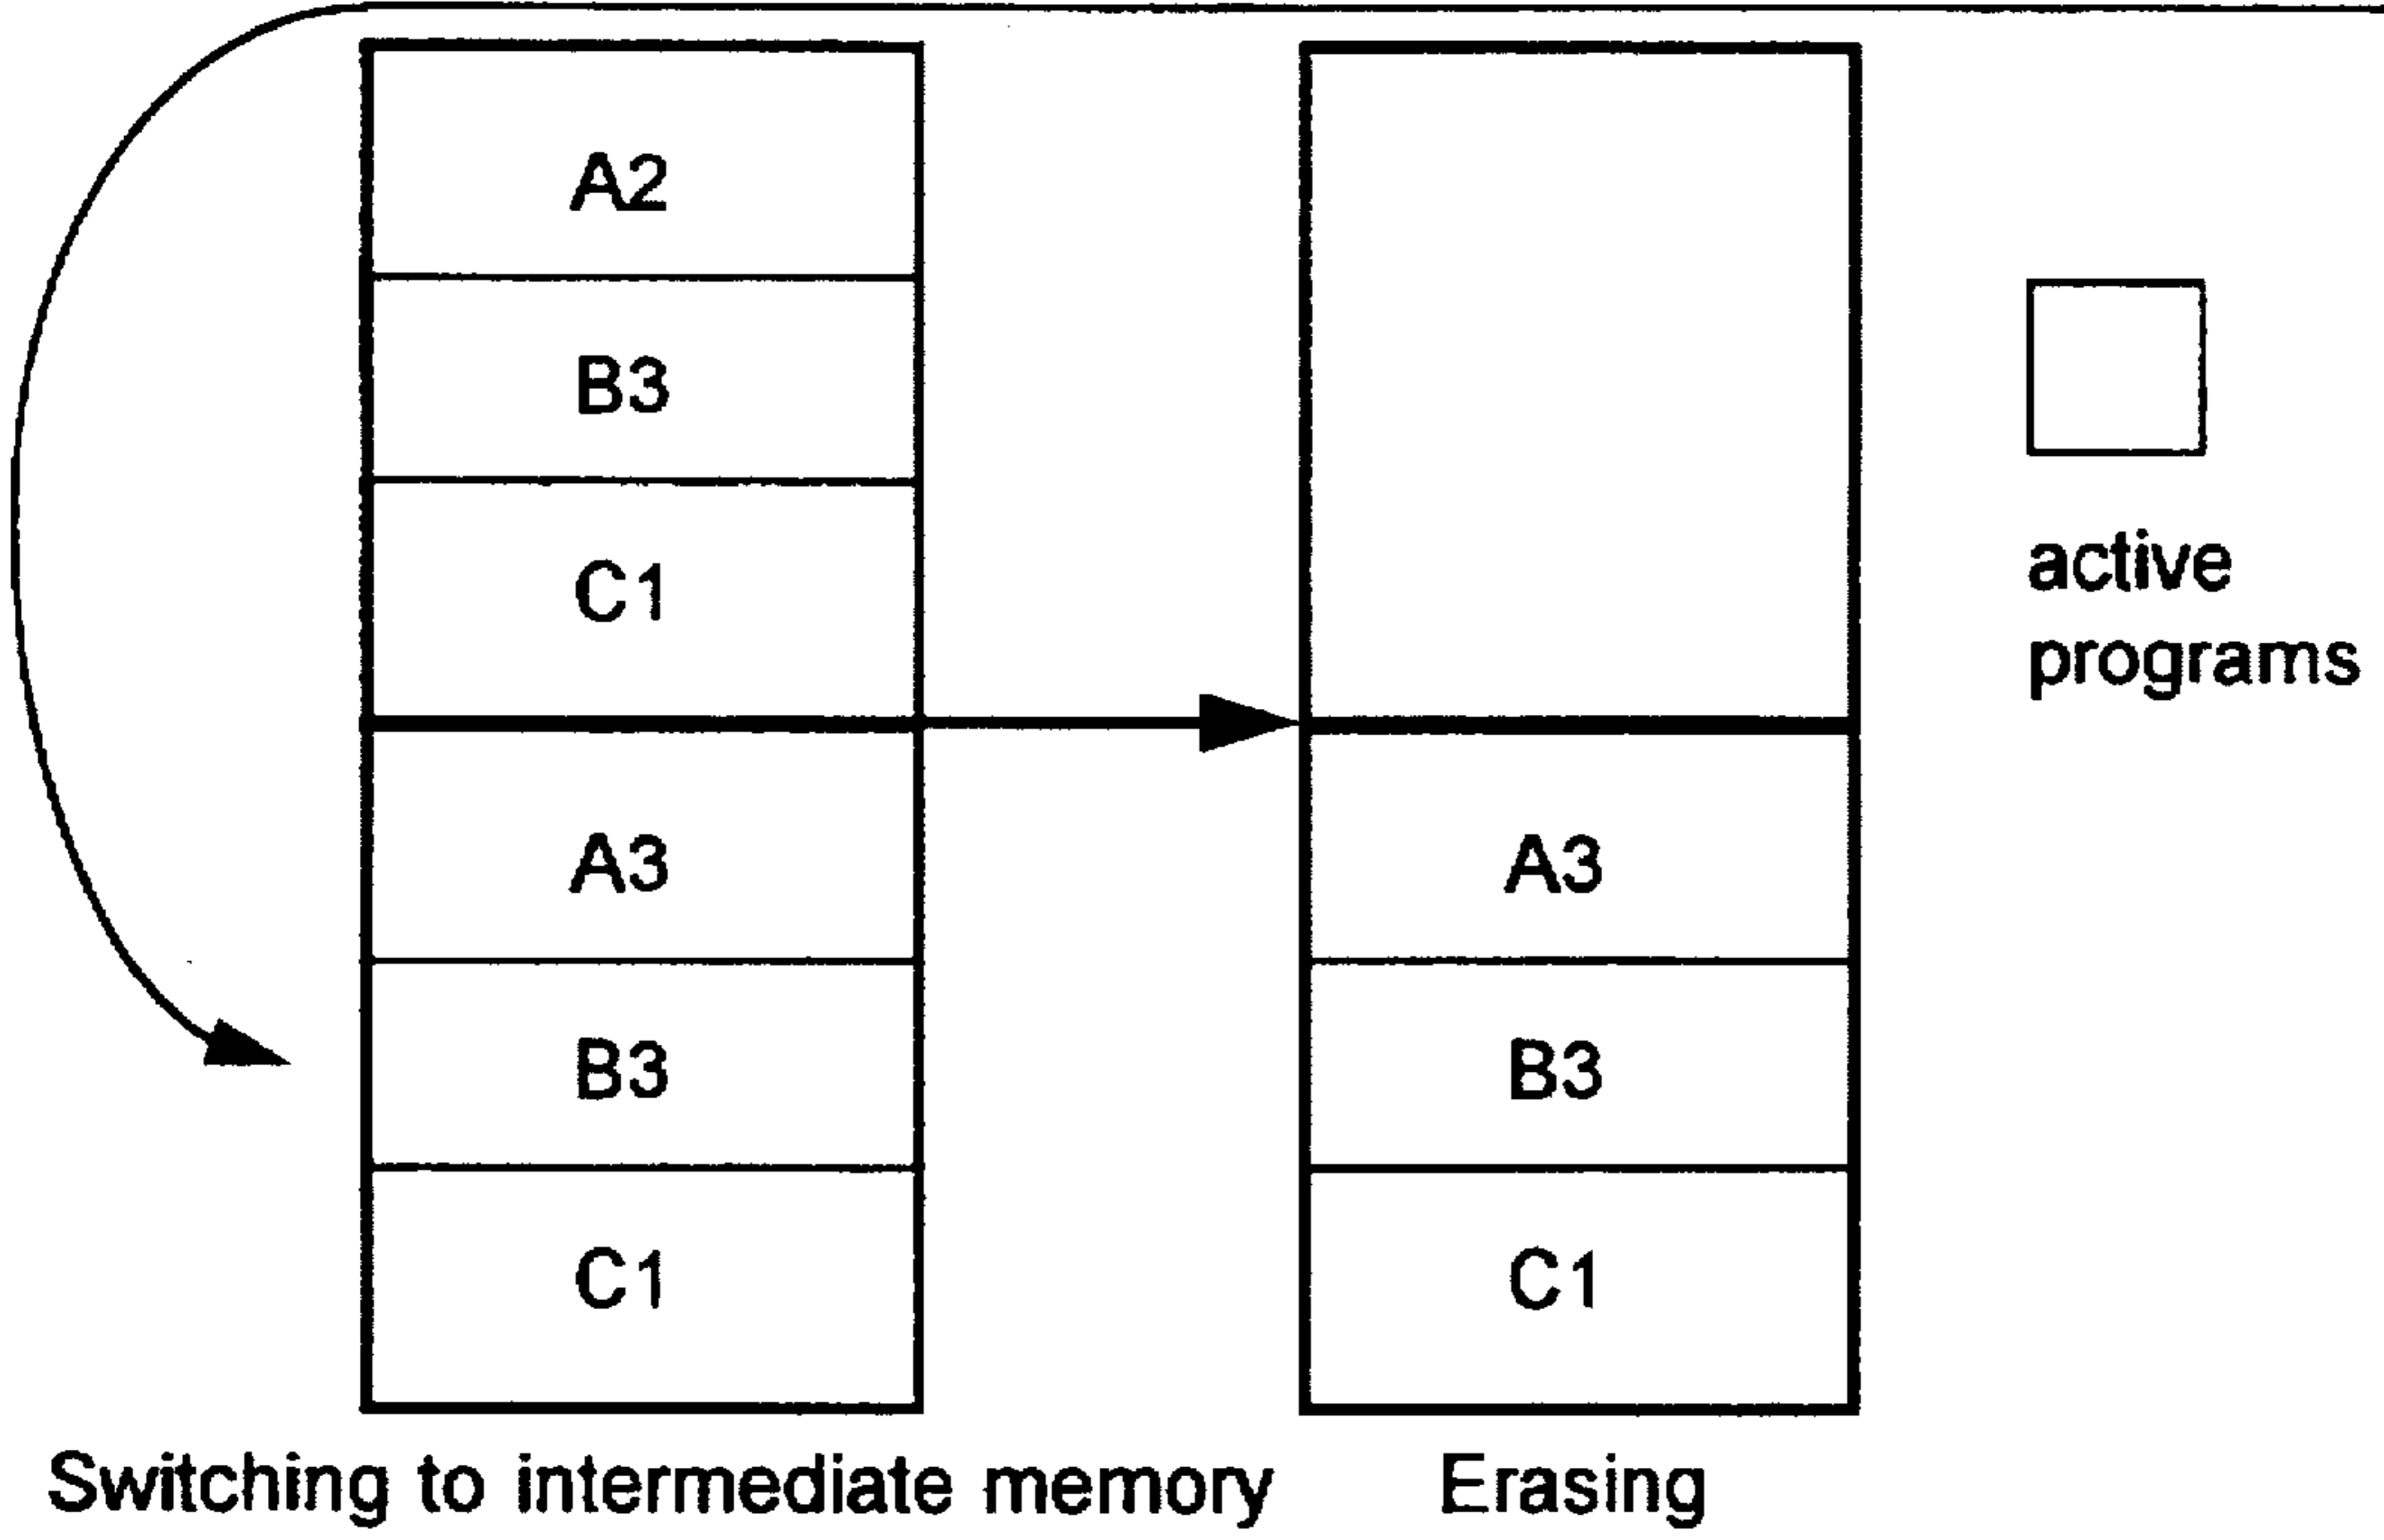 A2
B3
C1
A3
B3
C1
A3
B3
C1
active
programs
Switching to intermediate memory
Erasing